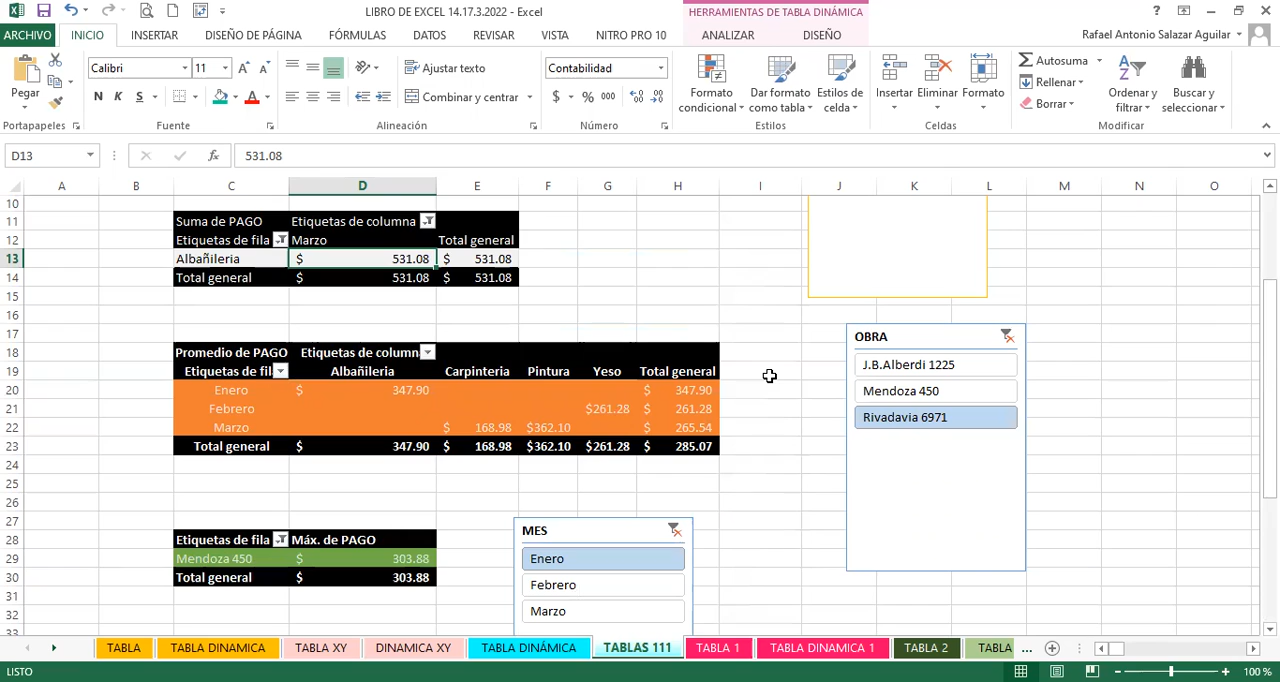 LIBRO DE EXCEL 14.17.3.2022 - Excel
HERRAMIENTAS DE TABLA DINÁMICA
?
ARCHIVO INICIO INSERTAR DISEÑO DE PÁGINA FÓRMULAS DATOS REVISAR VISTA NITRO PRO 10 ANALIZAR DISEÑO Rafael Antonio Salazar Aguilar
Pegar
Calibri 11
N K S
Ajustar texto
Combinar y centrar
Contabilidad
$ % 000
Formato condicional
Dar formato como tabla
Estilos de celda
Insertar Eliminar Formato
Autosuma
Rellenar
Borrar
Ordenar y filtrar
Buscar y seleccionar
Portapapeles Fuente Alineación Número Estilos Celdas Modificar
D13 fx 531.08
A B C D E F G H I J K L M N O
10
11 Suma de PAGO Etiquetas de columna
12 Etiquetas de fila Marzo Total general
13 Albañileria $ 531.08 $ 531.08
14 Total general $ 531.08 $ 531.08
15
16
17
18 Promedio de PAGO Etiquetas de column
19 Etiquetas de fil Albañileria Carpinteria Pintura Yeso Total general
20 Enero $ 347.90 $ 347.90
21 Febrero $261.28 $ 261.28
22 Marzo $ 168.98 $362.10 $ 265.54
23 Total general $ 347.90 $ 168.98 $362.10 $261.28 $ 285.07
24
25
26
27
28 Etiquetas de fila Máx. de PAGO
29 Mendoza 450 $ 303.88
30 Total general $ 303.88
31
32
33
OBRA
J.B.Alberdi 1225
Mendoza 450
Rivadavia 6971
MES
Enero
Febrero
Marzo
TABLA TABLA DINAMICA TABLA XY DINAMICA XY TABLA DINÁMICA TABLAS 111 TABLA 1 TABLA DINAMICA 1 TABLA 2 TABLA ...
LISTO 100 %